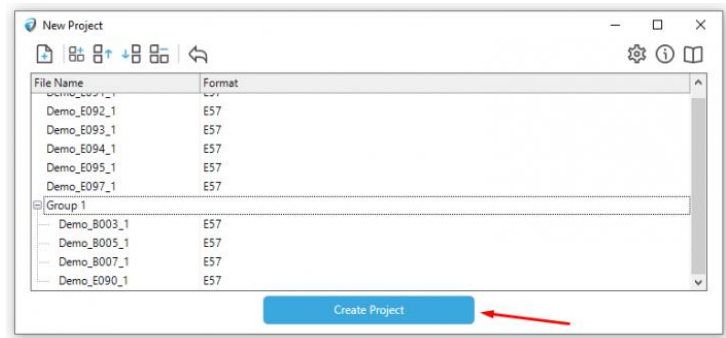 New Project
File Name Format
Demo_E092_1 E57
Demo_E093_1 E57
Demo_E094_1 E57
Demo_E095_1 E57
Demo_E097_1 E57
Group 1
Demo_B003_1 E57
Demo_B005_1 E57
Demo_B007_1 E57
Demo_E090_1 E57
Create Project